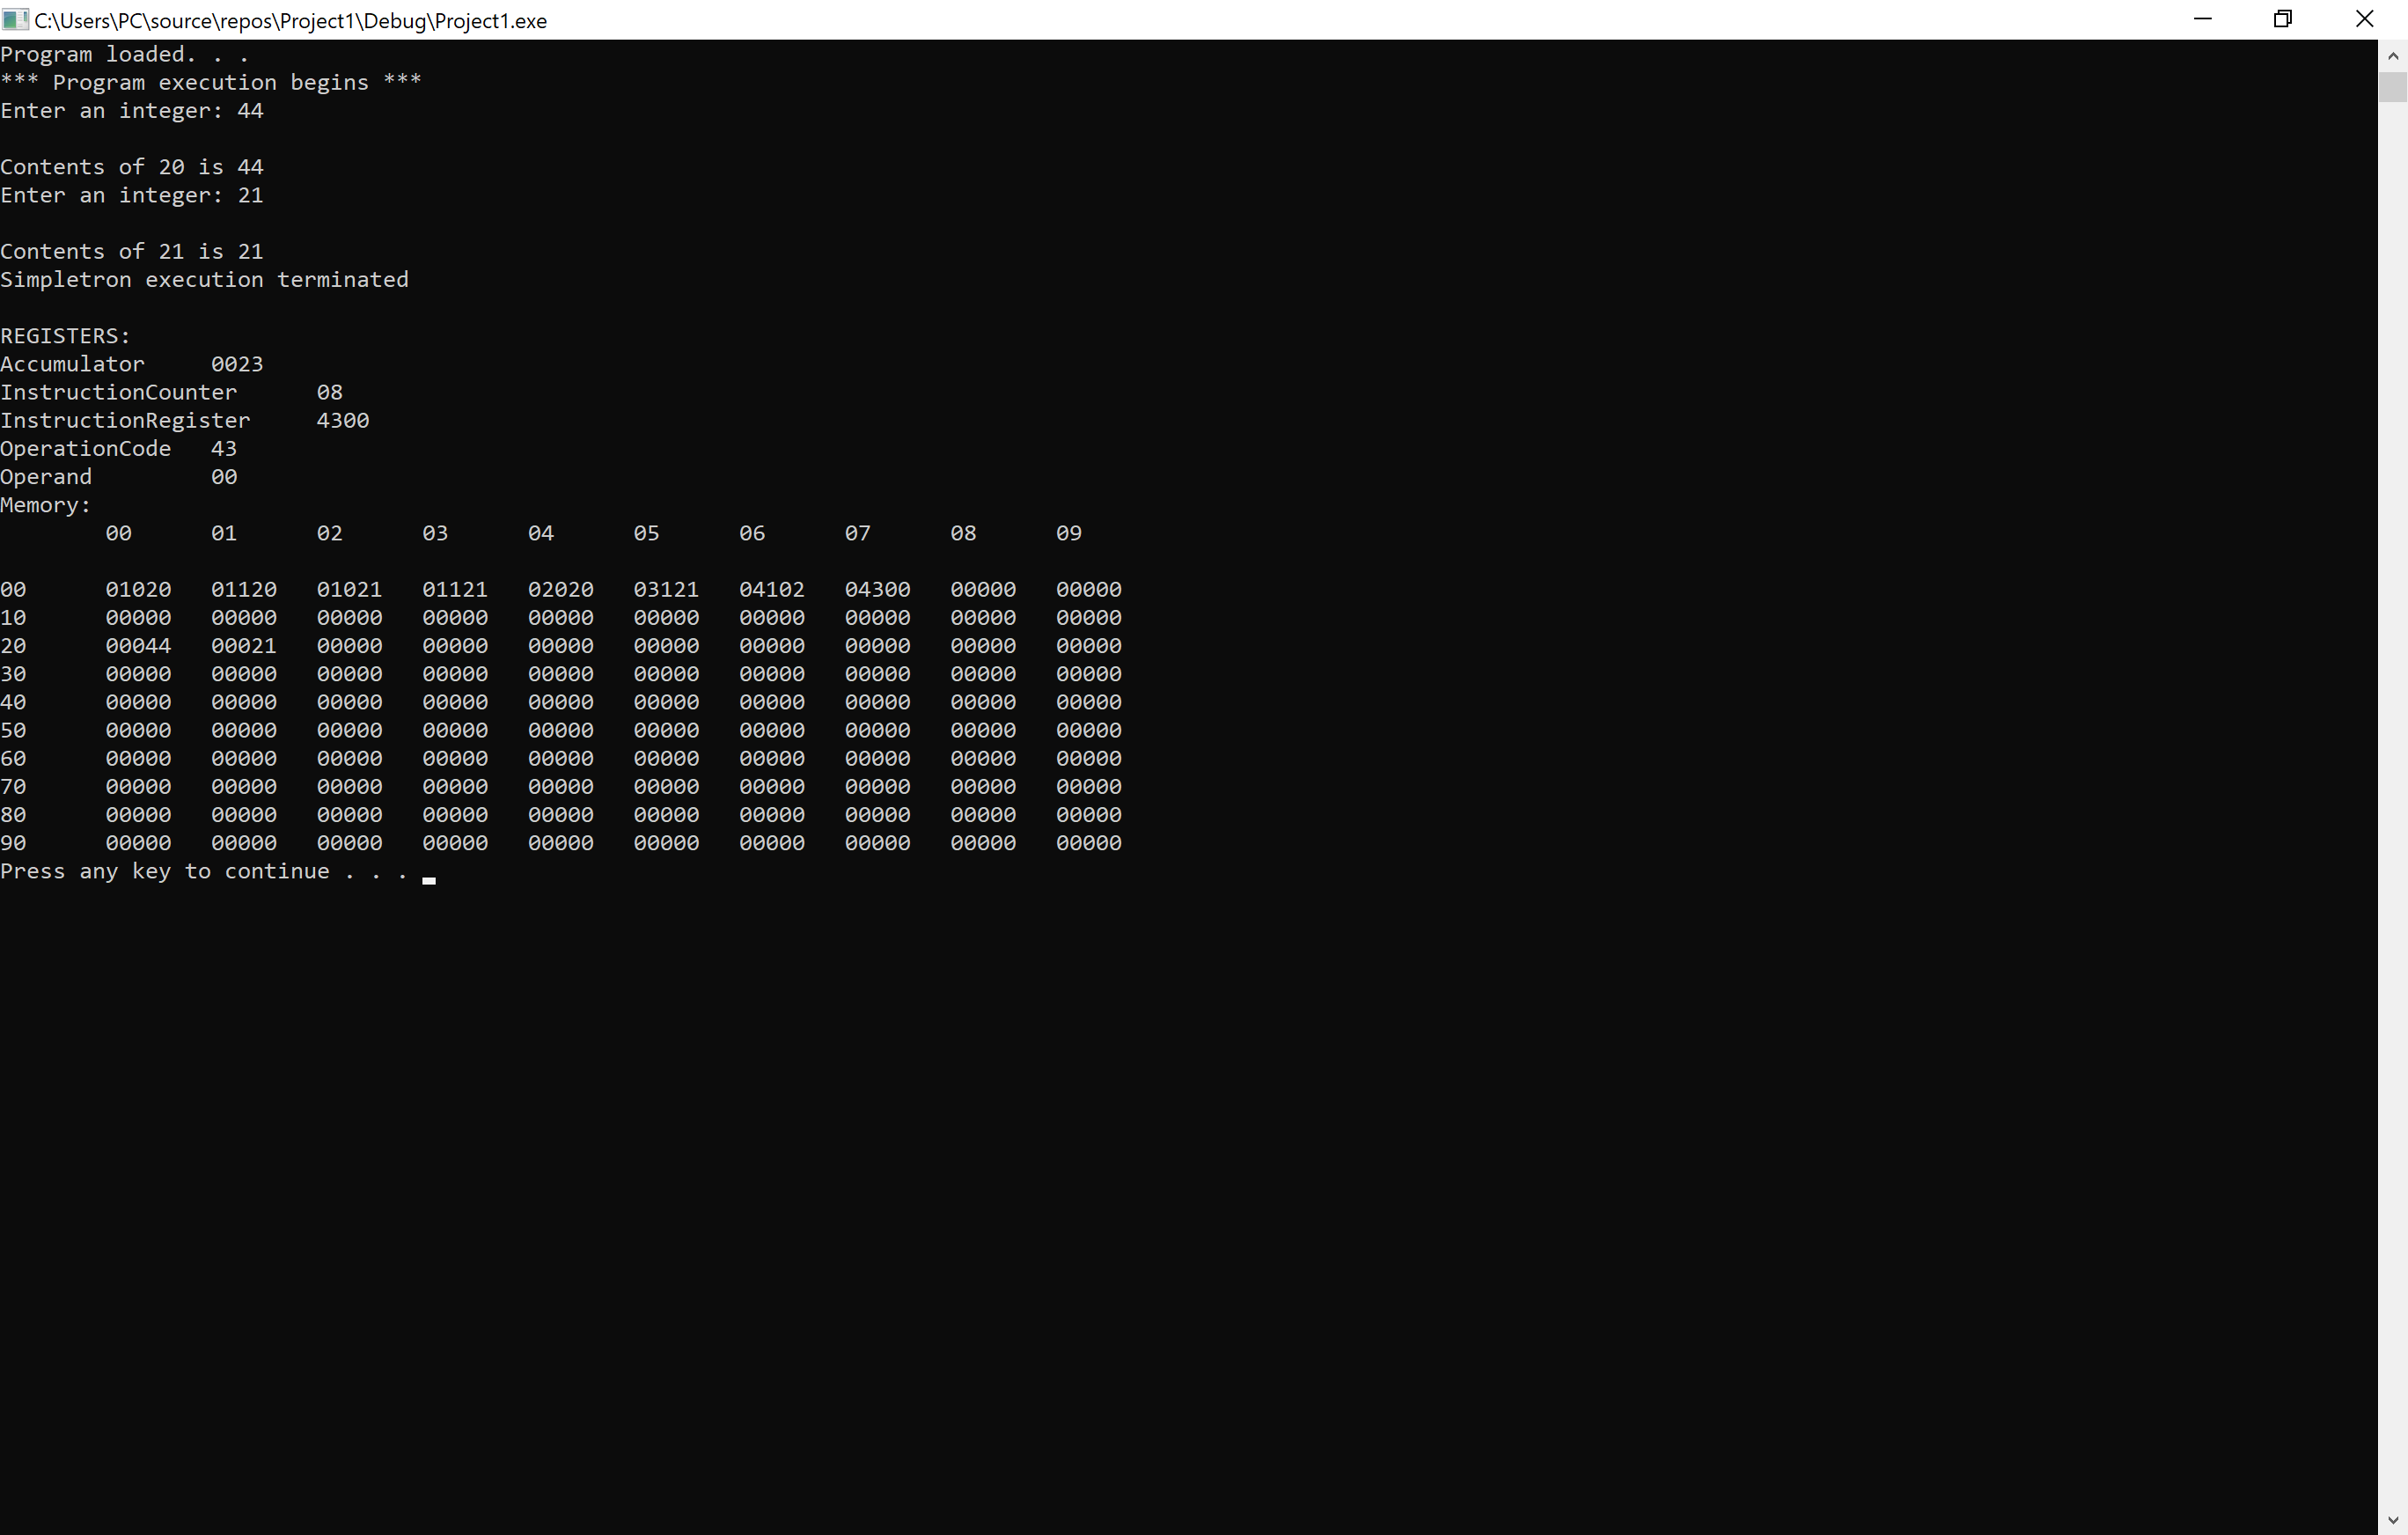 C:\Users\PC\source\repos\Project1\Debug\Project1.exe
Program loaded. . .
*** Program execution begins ***
Enter an integer: 44
Contents of 20 is 44
Enter an integer: 21
Contents of 21 is 21
Simpletron execution terminated
REGISTERS:
Accumulator 0023
InstructionCounter 08
InstructionRegister 4300
OperationCode 43
Operand 00
Memory:
00 01 02 03 04 05 06 07 08 09
00 01020 01120 01021 01121 02020 03121 04102 04300 00000 00000
10 00000 00000 00000 00000 00000 00000 00000 00000 00000 00000
20 00044 00021 00000 00000 00000 00000 00000 00000 00000 00000
30 00000 00000 00000 00000 00000 00000 00000 00000 00000 00000
40 00000 00000 00000 00000 00000 00000 00000 00000 00000 00000
50 00000 00000 00000 00000 00000 00000 00000 00000 00000 00000
60 00000 00000 00000 00000 00000 00000 00000 00000 00000 00000
70 00000 00000 00000 00000 00000 00000 00000 00000 00000 00000
80 00000 00000 00000 00000 00000 00000 00000 00000 00000 00000
90 00000 00000 00000 00000 00000 00000 00000 00000 00000 00000
Press any key to continue . . .